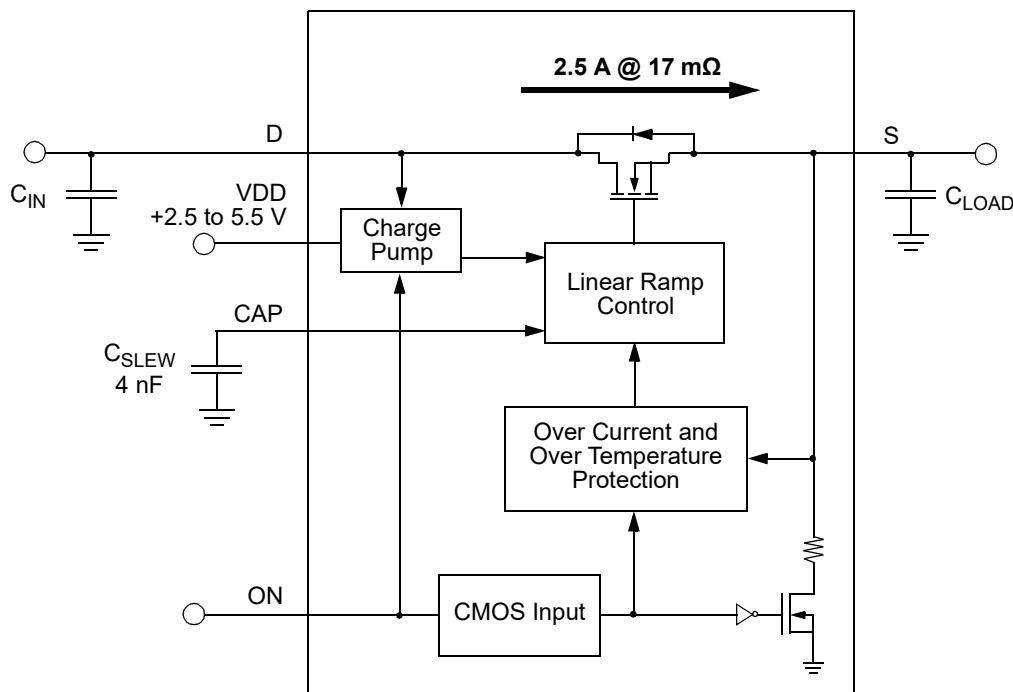 2.5 A @ 17 mΩ
D
S
C_IN
VDD
+2.5 to 5.5 V
Charge
Pump
C_LOAD
Linear Ramp
Control
CAP
C_SLEW
4 nF
Over Current and
Over Temperature
Protection
ON
CMOS Input